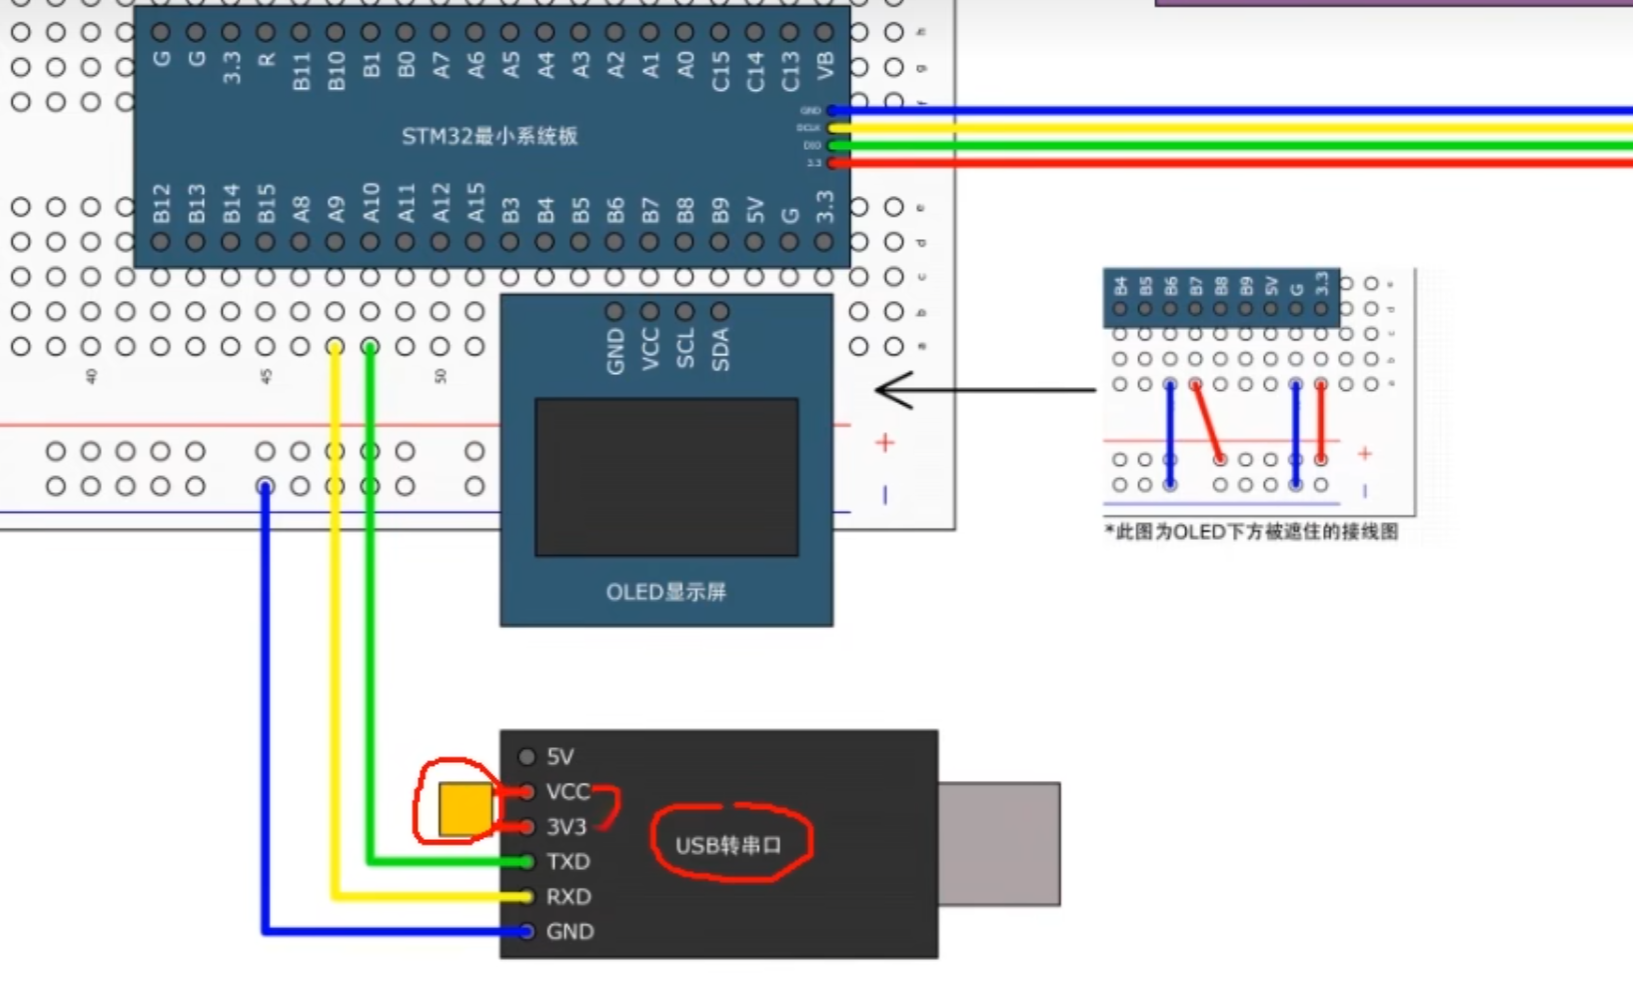 h
G G 3.3 R B11 B10 B1 B0 A7 A6 A5 A4 A3 A2 A1 A0 C15 C14 C13 VB
g
f
GND
DCLK
DIO
3.3
STM32最小系统板
B12 B13 B14 B15 A8 A9 A10 A11 A12 A15 B3 B4 B5 B6 B7 B8 B9 5V G 3.3
e
d
c
b
a
40 45 50
GND VCC SCL SDA
+
-
OLED显示屏
B4 B5 B6 B7 B8 B9 5V G 3.3
e
d
c
b
a
+
-
*此图为OLED下方被遮住的接线图
5V
VCC
3V3
TXD
RXD
GND
USB转串口